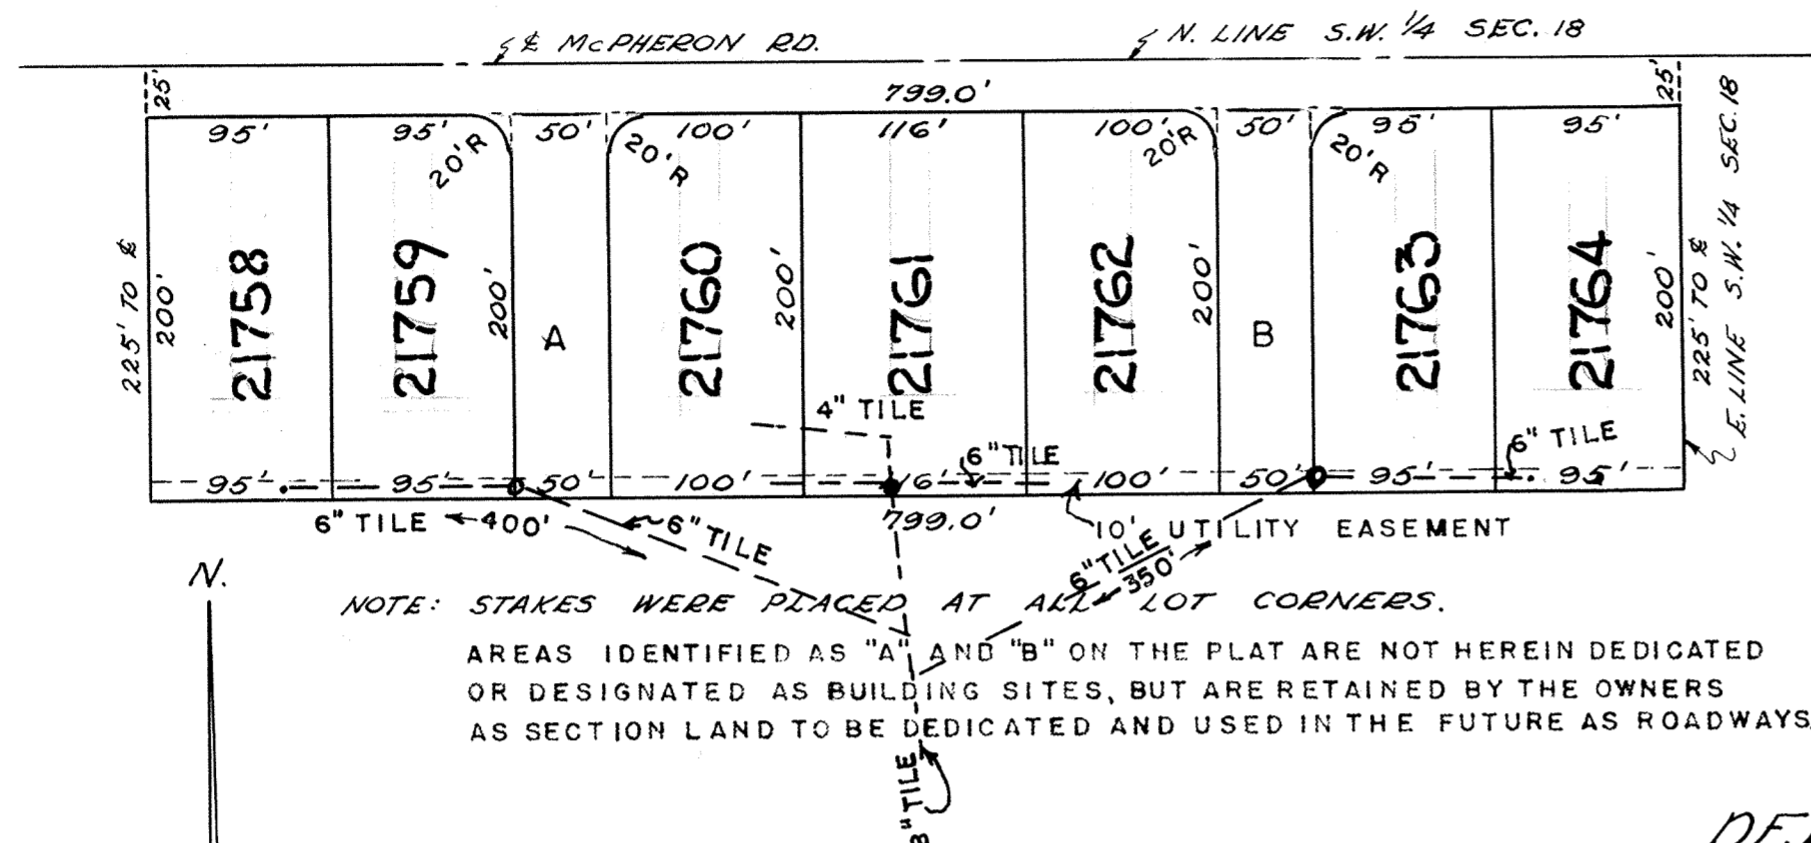 ℄ McPHERON RD.
N. LINE S.W. 1/4 SEC. 18
25'
799.0'
25'
95' 95' 50' 100' 116' 100' 50' 95' 95'
20'R 20'R 20'R 20'R
225' TO ℄
200'
21758
21759
200'
A
21760
200'
21761
21762
200'
B
21763
21764
200'
225' TO ℄
E. LINE S.W. 1/4 SEC. 18
4" TILE
6" TILE
6" TILE
95' 95' 50' 100' 116' 100' 50' 95' 95'
6" TILE 400'
6" TILE
799.0'
10' UTILITY EASEMENT
6" TILE
350'
N.
NOTE: STAKES WERE PLACED AT ALL LOT CORNERS.
AREAS IDENTIFIED AS "A" AND "B" ON THE PLAT ARE NOT HEREIN DEDICATED
OR DESIGNATED AS BUILDING SITES, BUT ARE RETAINED BY THE OWNERS
AS SECTION LAND TO BE DEDICATED AND USED IN THE FUTURE AS ROADWAYS.
8" TILE